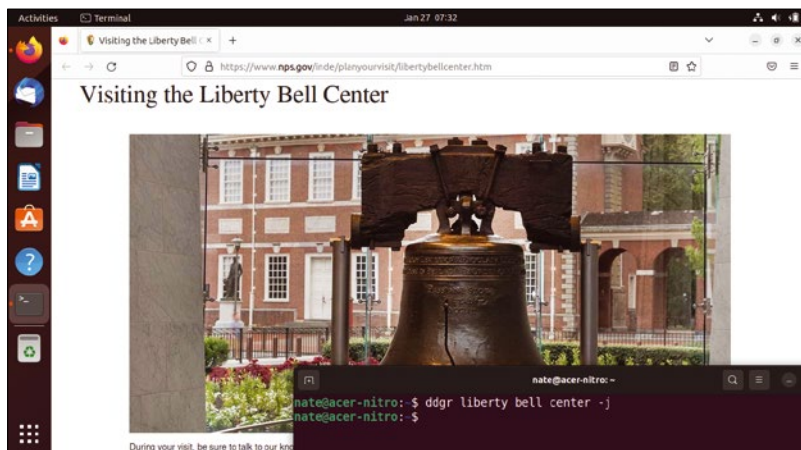 Activities Terminal Jan 27 07:32
Visiting the Liberty Bell
https://www.nps.gov/inde/planyourvisit/libertybellcenter.htm
Visiting the Liberty Bell Center
nate@acer-nitro: ~
nate@acer-nitro:~$ ddgr liberty bell center -j
nate@acer-nitro:~$
During your visit, be sure to talk to our